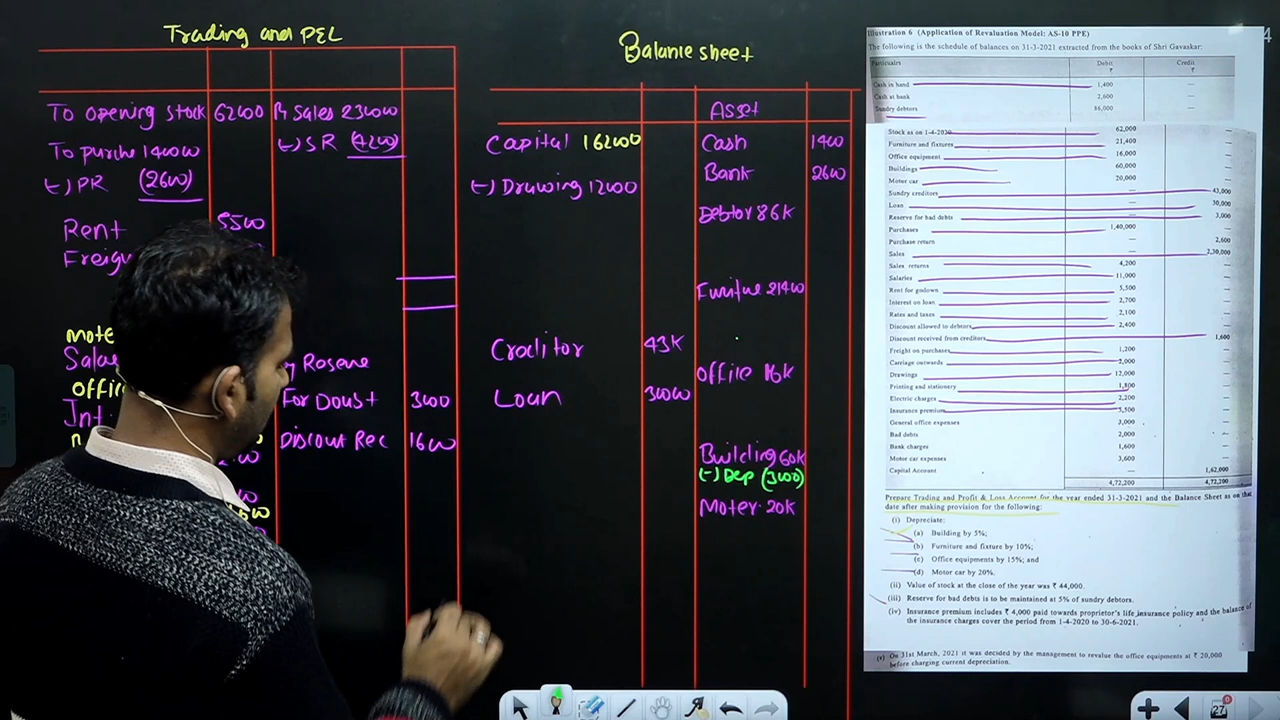 Trading and P&L
To opening stock 62000 By Sales 230000
(-) SR (4200)
To purche 140000
(-) PR (2600)
Rent 5500
Freigu
mote
Salar
office
Int
By Reserve
For Doust 3000
Discount Rec 1600
Balance sheet
Asset
Capital 162000 Cash 1400
(-) Drawing 12000 Bank 2600
Debtor 86k
Furniture 21400
Creditor 43k
Office 16k
Loan 30000
Building 60k
(-) Dep (3000)
Moter 20k
4
Illustration 6 (Application of Revaluation Model: AS-10 PPE)
The following is the schedule of balances on 31-3-2021 extracted from the books of Shri Gavaskar:
Particulars Debit Credit
₹ ₹
Cash in hand 1,400 —
Cash at bank 2,600 —
Sundry debtors 86,000 —
Stock as on 1-4-2020 62,000 —
Furniture and fixtures 21,400 —
Office equipment 16,000 —
Buildings 60,000 —
Motor car 20,000 —
Sundry creditors — 43,000
Loan — 30,000
Reserve for bad debts — 3,000
Purchases 1,40,000 —
Purchase return — 2,600
Sales — 2,30,000
Sales returns 4,200 —
Salaries 11,000 —
Rent for godown 5,500 —
Interest on loan 2,700 —
Rates and taxes 2,100 —
Discount allowed to debtors 2,400 —
Discount received from creditors — 1,600
Freight on purchases 1,200 —
Carriage outwards 2,000 —
Drawings 12,000 —
Printing and stationery 1,800 —
Electric charges 2,200 —
Insurance premium 5,500 —
General office expenses 3,000 —
Bad debts 2,000 —
Bank charges 1,600 —
Motor car expenses 3,600 —
Capital Account — 1,62,000
4,72,200 4,72,200
Prepare Trading and Profit & Loss Account for the year ended 31-3-2021 and the Balance Sheet as on that
date after making provision for the following:
(i) Depreciate:
(a) Building by 5%;
(b) Furniture and fixture by 10%;
(c) Office equipments by 15%; and
(d) Motor car by 20%.
(ii) Value of stock at the close of the year was ₹ 44,000.
(iii) Reserve for bad debts is to be maintained at 5% of sundry debtors.
(iv) Insurance premium includes ₹ 4,000 paid towards proprietor's life insurance policy and the balance of
the insurance charges cover the period from 1-4-2020 to 30-6-2021.
(v) On 31st March, 2021 it was decided by the management to revalue the office equipments at ₹ 20,000
before charging current depreciation.